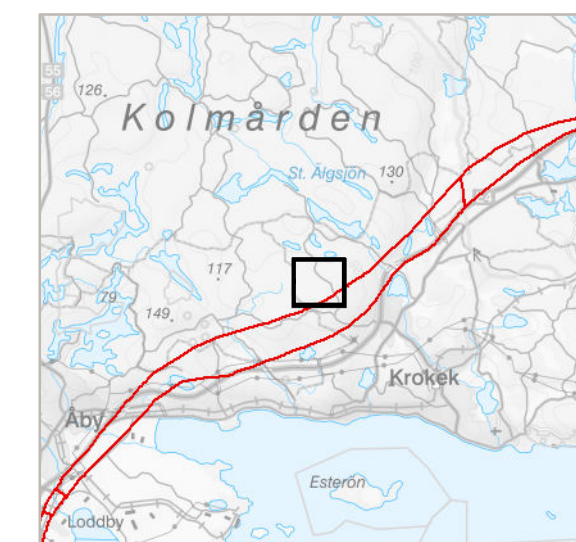 55
56
126
Kolmården
St. Älgsjön
130
117
79
149
Krokek
Åby
Esterön
Loddby